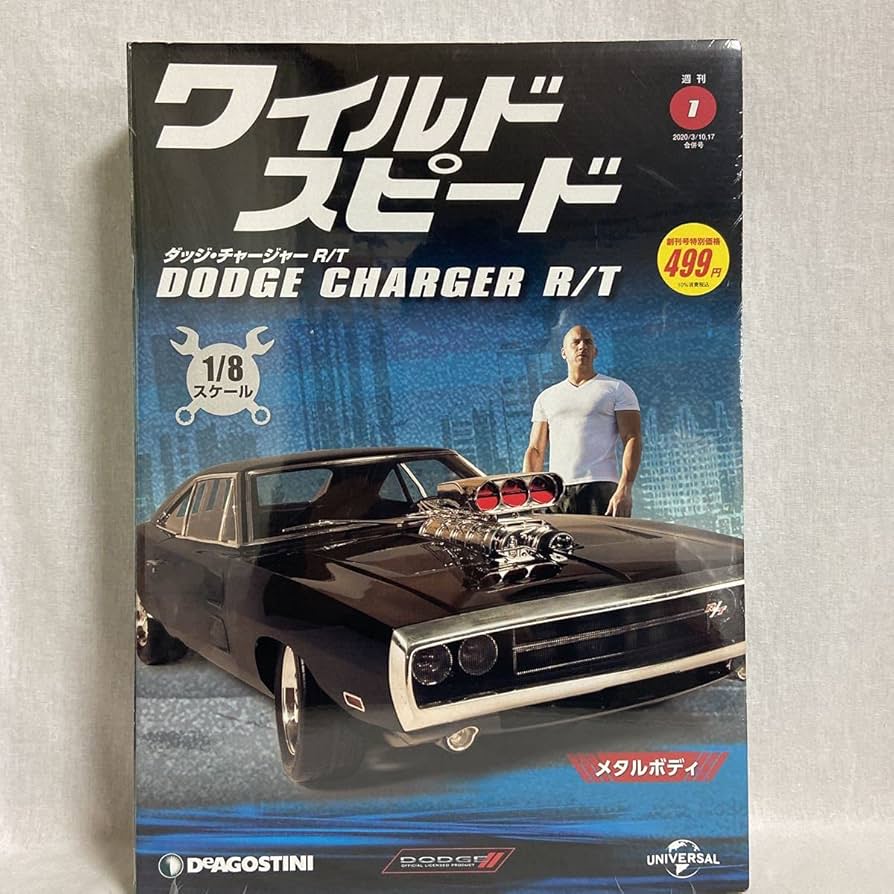 ワイルド
スピード
週刊
1
2020/3/10,17
合併号
創刊号特別価格
499円
10%消費税込
ダッジ・チャージャー R/T
DODGE CHARGER R/T
1/8
スケール
R/T
メタルボディ
DeAGOSTINI
DODGE
OFFICIAL LICENSED PRODUCT
UNIVERSAL